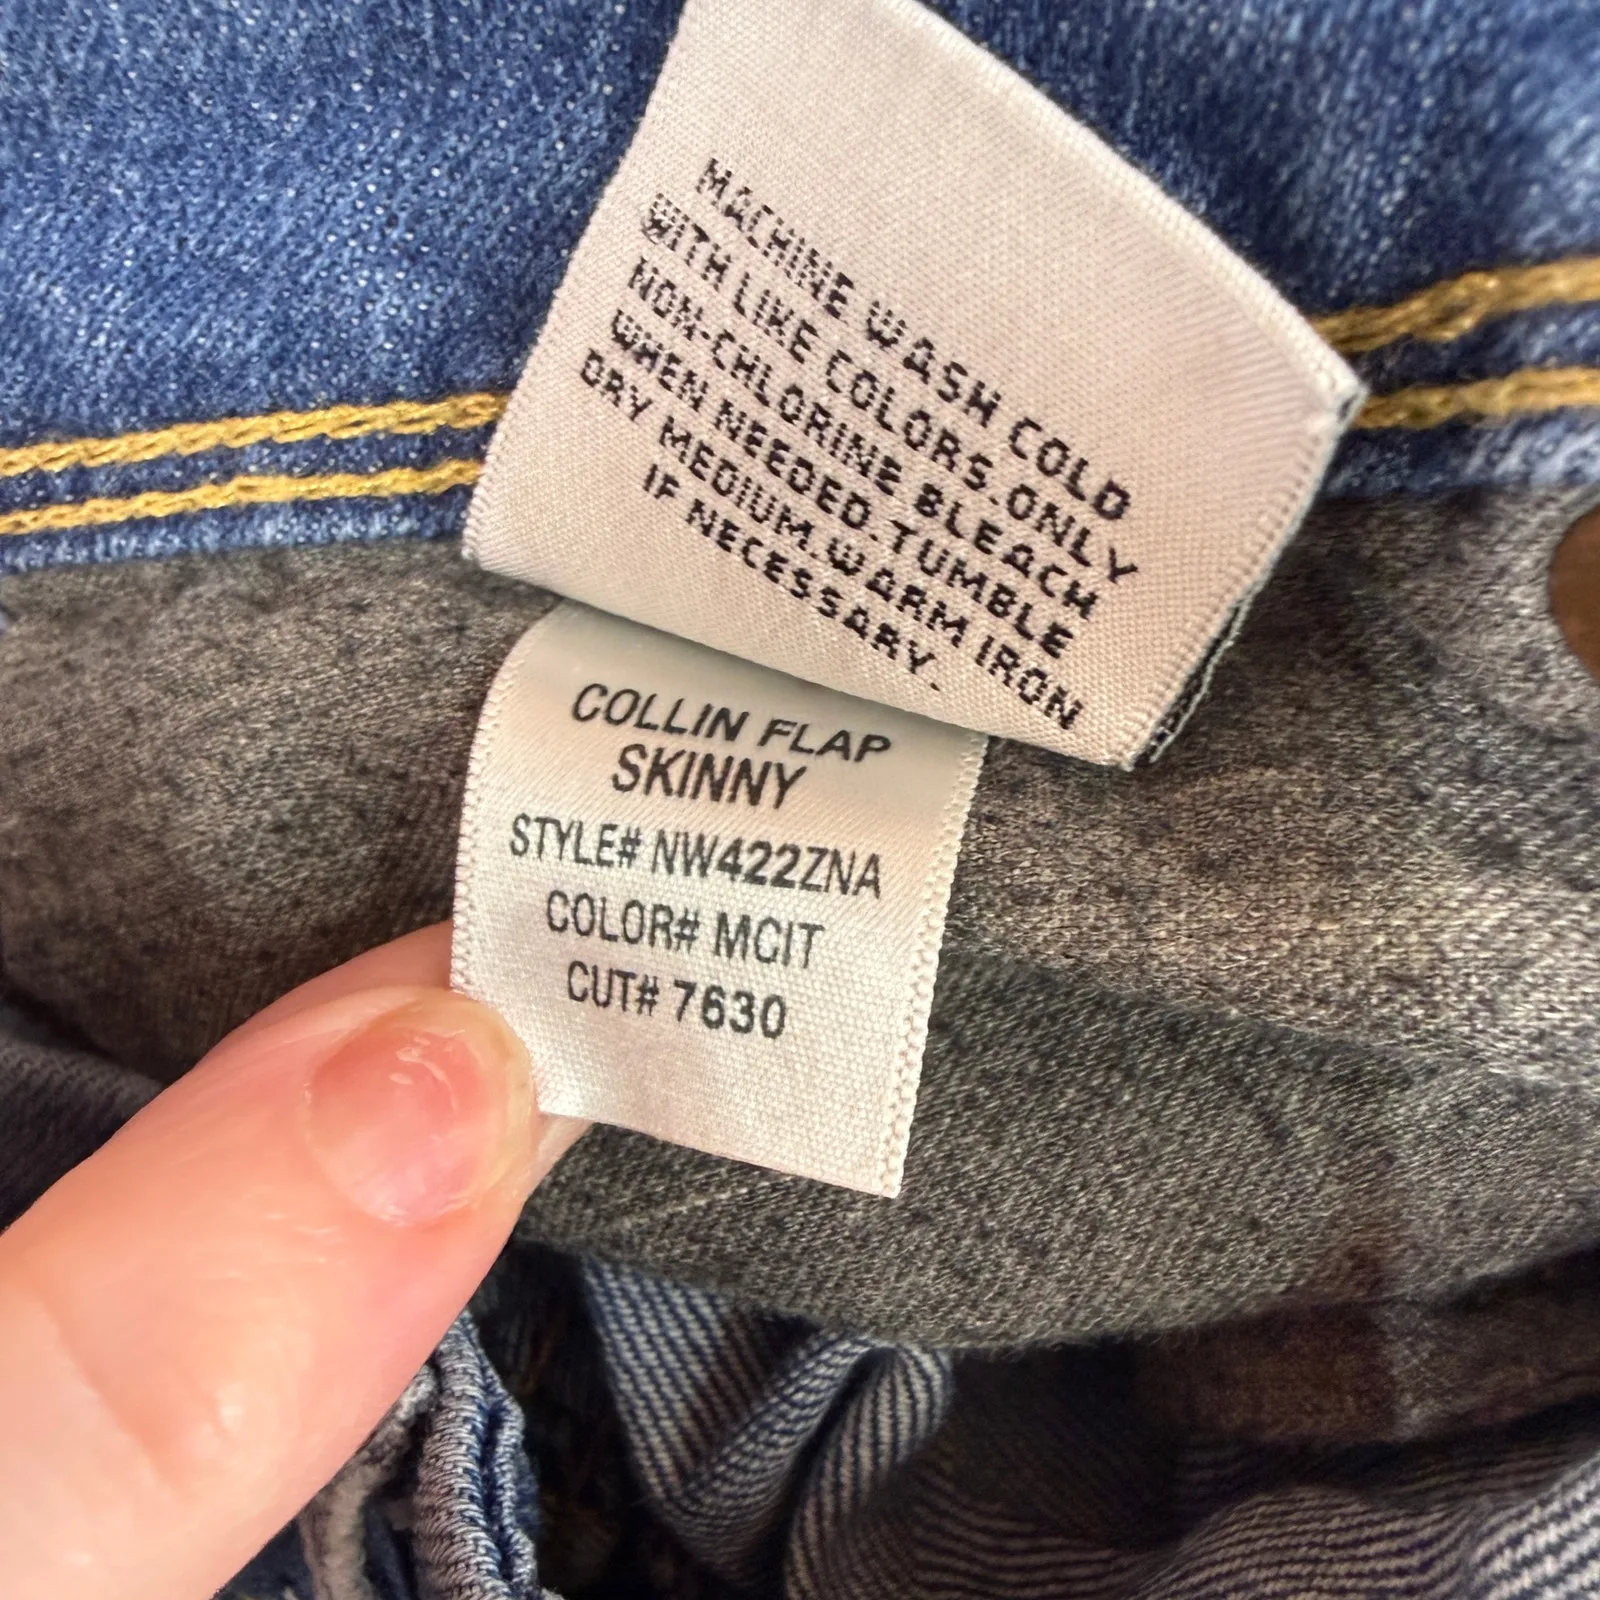 MACHINE WASH COLD
WITH LIKE COLORS.ONLY
NON-CHLORINE BLEACH
WHEN NEEDED.TUMBLE
DRY MEDIUM.WARM IRON
IF NECESSARY.
COLLIN FLAP
SKINNY
STYLE# NW422ZNA
COLOR# MCIT
CUT# 7630